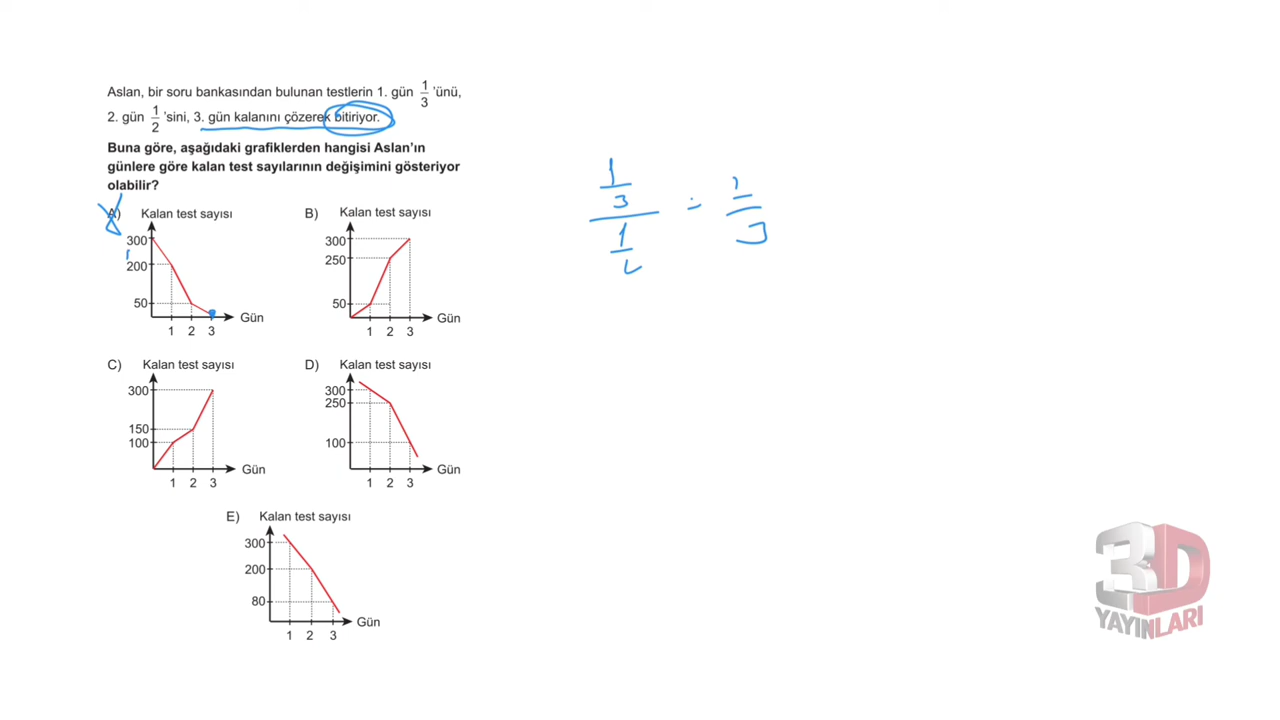 Aslan, bir soru bankasından bulunan testlerin 1. gün 1/3 'ünü,
2. gün 1/2 'sini, 3. gün kalanını çözerek bitiriyor.
Buna göre, aşağıdaki grafiklerden hangisi Aslan'ın
günlere göre kalan test sayılarının değişimini gösteriyor
olabilir?
A) Kalan test sayısı
300
200
50
1 2 3 Gün
B) Kalan test sayısı
300
250
50
1 2 3 Gün
C) Kalan test sayısı
300
150
100
1 2 3 Gün
D) Kalan test sayısı
300
250
100
1 2 3 Gün
E) Kalan test sayısı
300
200
80
1 2 3 Gün
1
3
1
3
3D
YAYINLARI